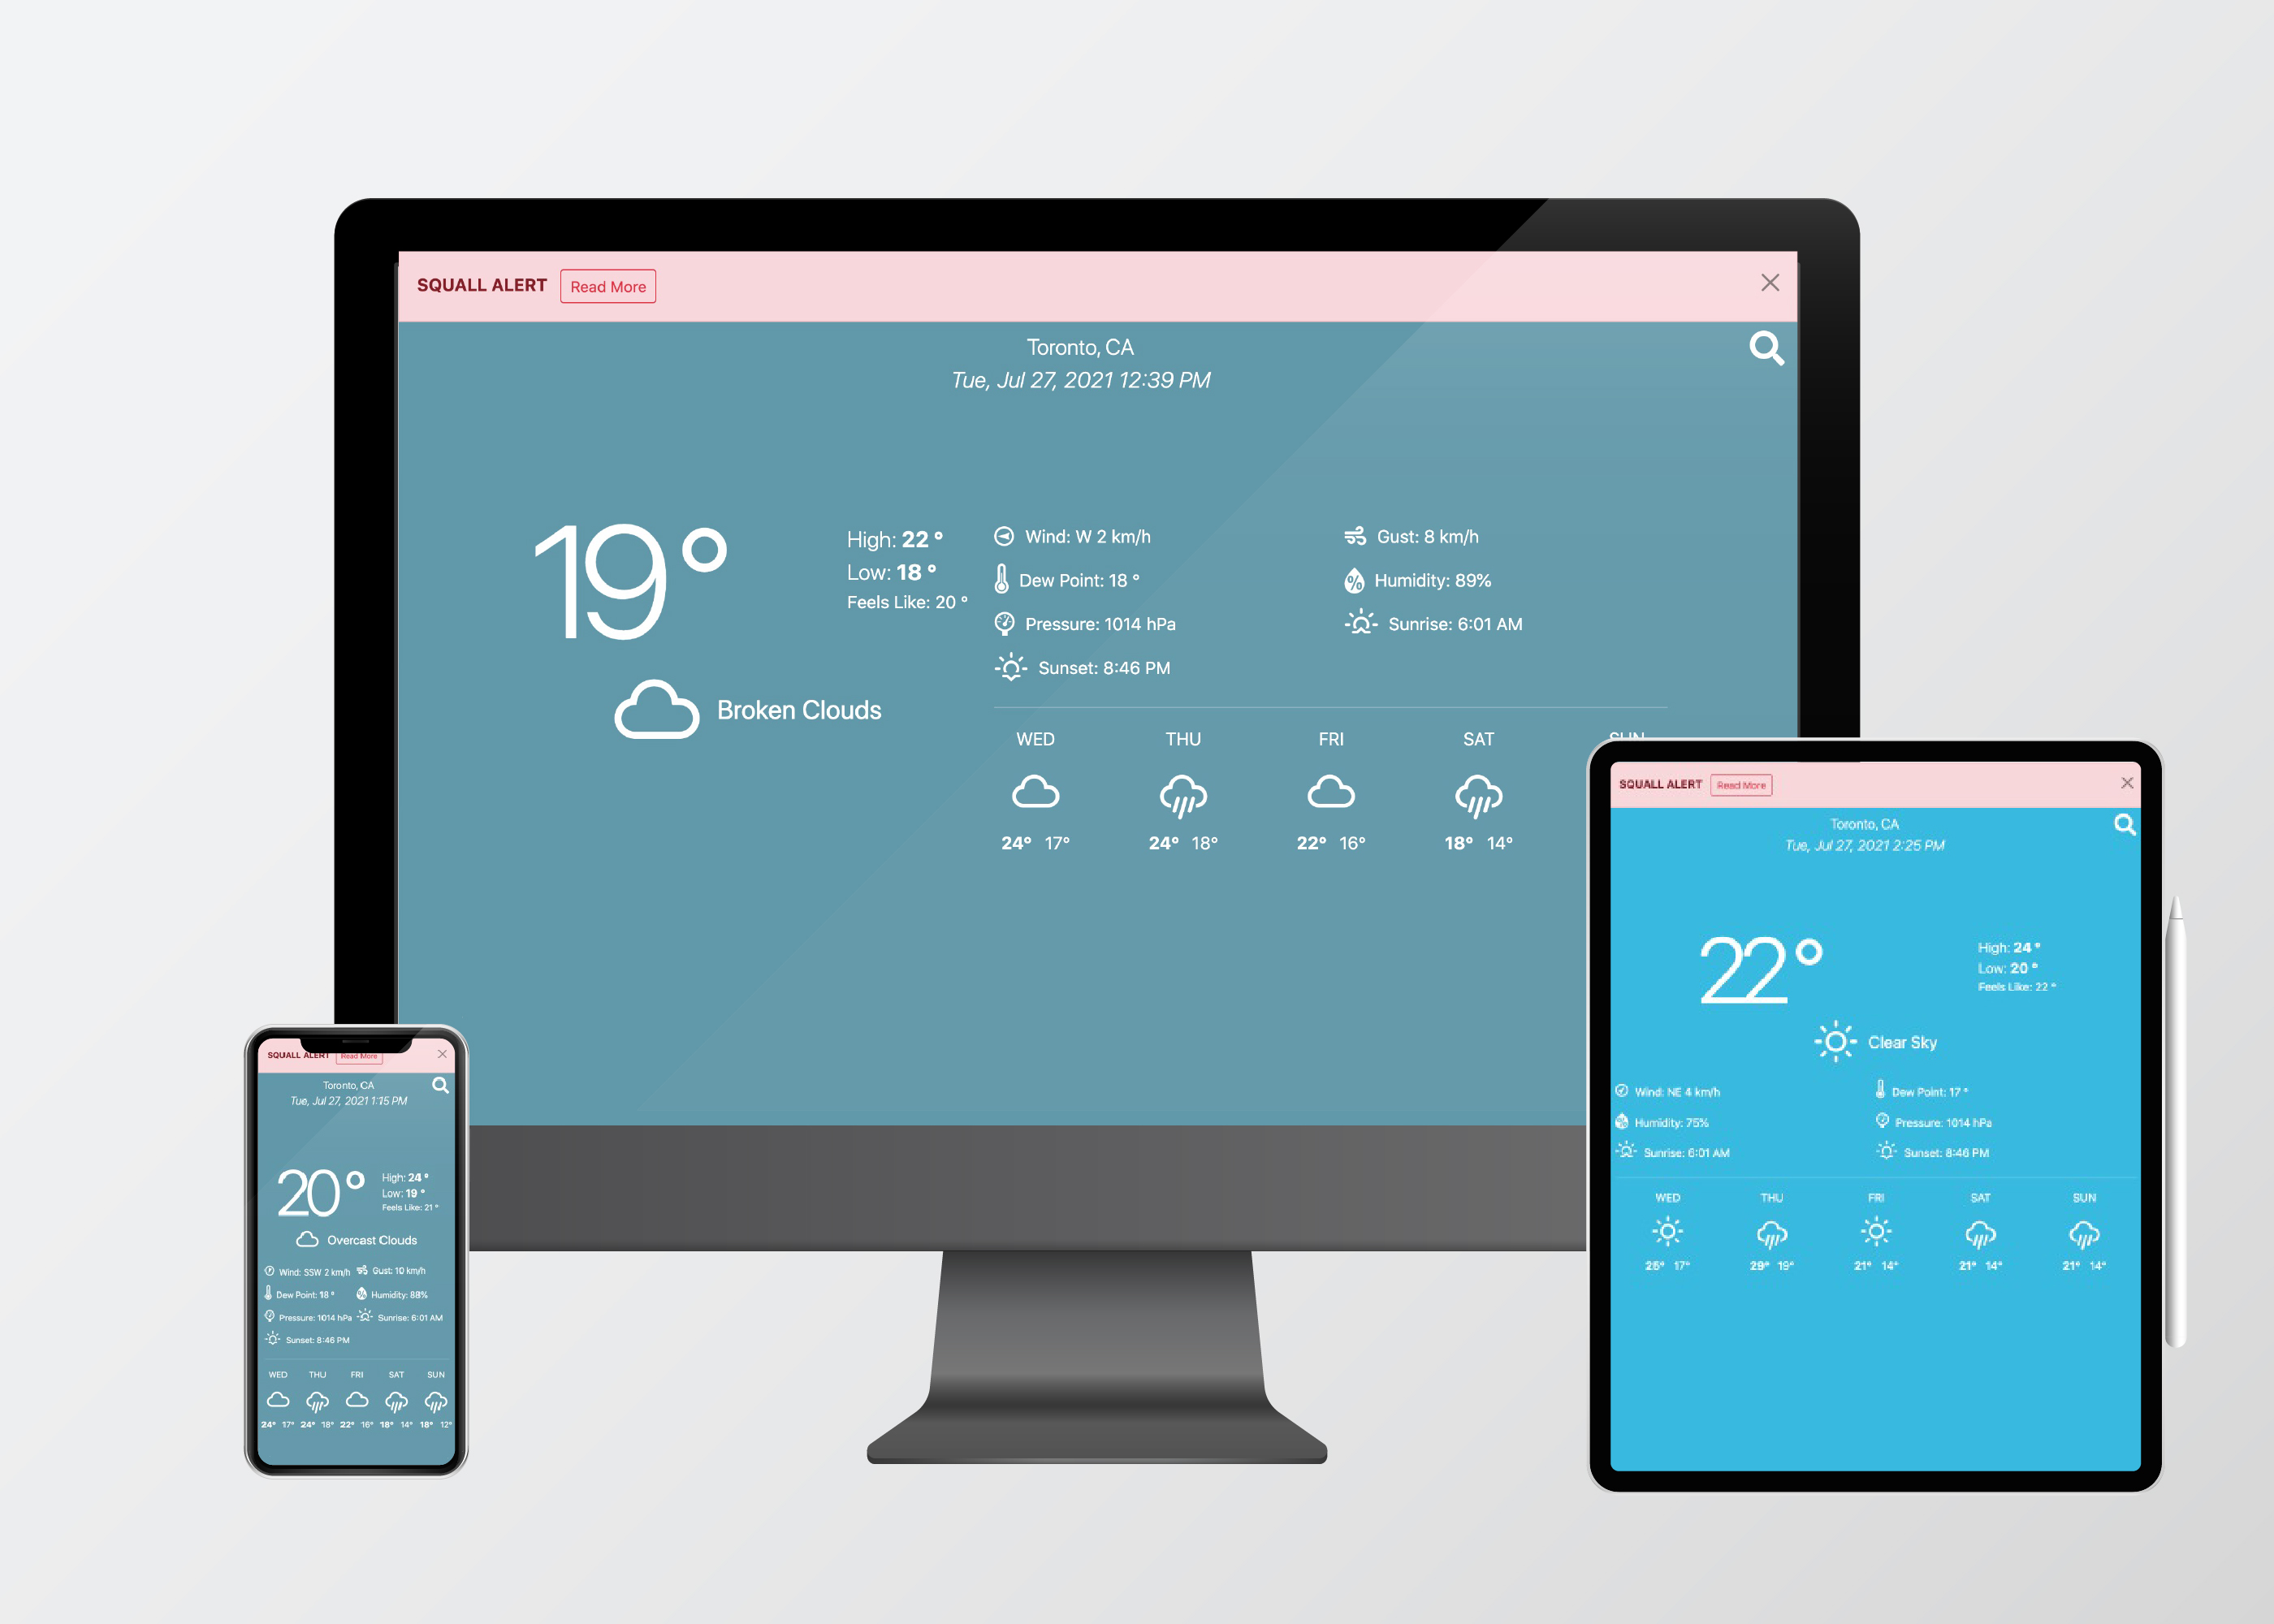 SQUALL ALERT Read More
Toronto, CA
Tue, Jul 27, 2021 12:39 PM
19°
High: 22 °
Low: 18 °
Feels Like: 20 °
Broken Clouds
Wind: W 2 km/h Gust: 8 km/h
Dew Point: 18 ° Humidity: 89%
Pressure: 1014 hPa Sunrise: 6:01 AM
Sunset: 8:46 PM
WED THU FRI SAT SUN
24° 17° 24° 18° 22° 16° 18° 14°
SQUALL ALERT Read More
Toronto, CA
Tue, Jul 27, 2021 1:15 PM
20°
High: 24 °
Low: 19 °
Feels Like: 21 °
Overcast Clouds
Wind: SSW 2 km/h Gust: 10 km/h
Dew Point: 18 ° Humidity: 88%
Pressure: 1014 hPa Sunrise: 6:01 AM
Sunset: 8:46 PM
WED THU FRI SAT SUN
24° 17° 24° 18° 22° 16° 18° 14° 18° 12°
SQUALL ALERT Read More
Toronto, CA
Tue, Jul 27, 2021 2:25 PM
22°
High: 24 °
Low: 20 °
Feels Like: 22 °
Clear Sky
Wind: NE 4 km/h Dew Point: 17 °
Humidity: 75% Pressure: 1014 hPa
Sunrise: 6:01 AM Sunset: 8:46 PM
WED THU FRI SAT SUN
25° 17° 29° 19° 21° 14° 21° 14° 21° 14°